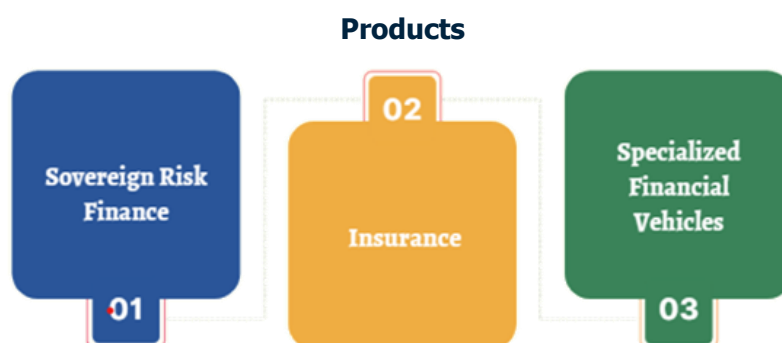 Products
Sovereign Risk
Finance
01
02
Insurance
Specialized
Financial
Vehicles
03